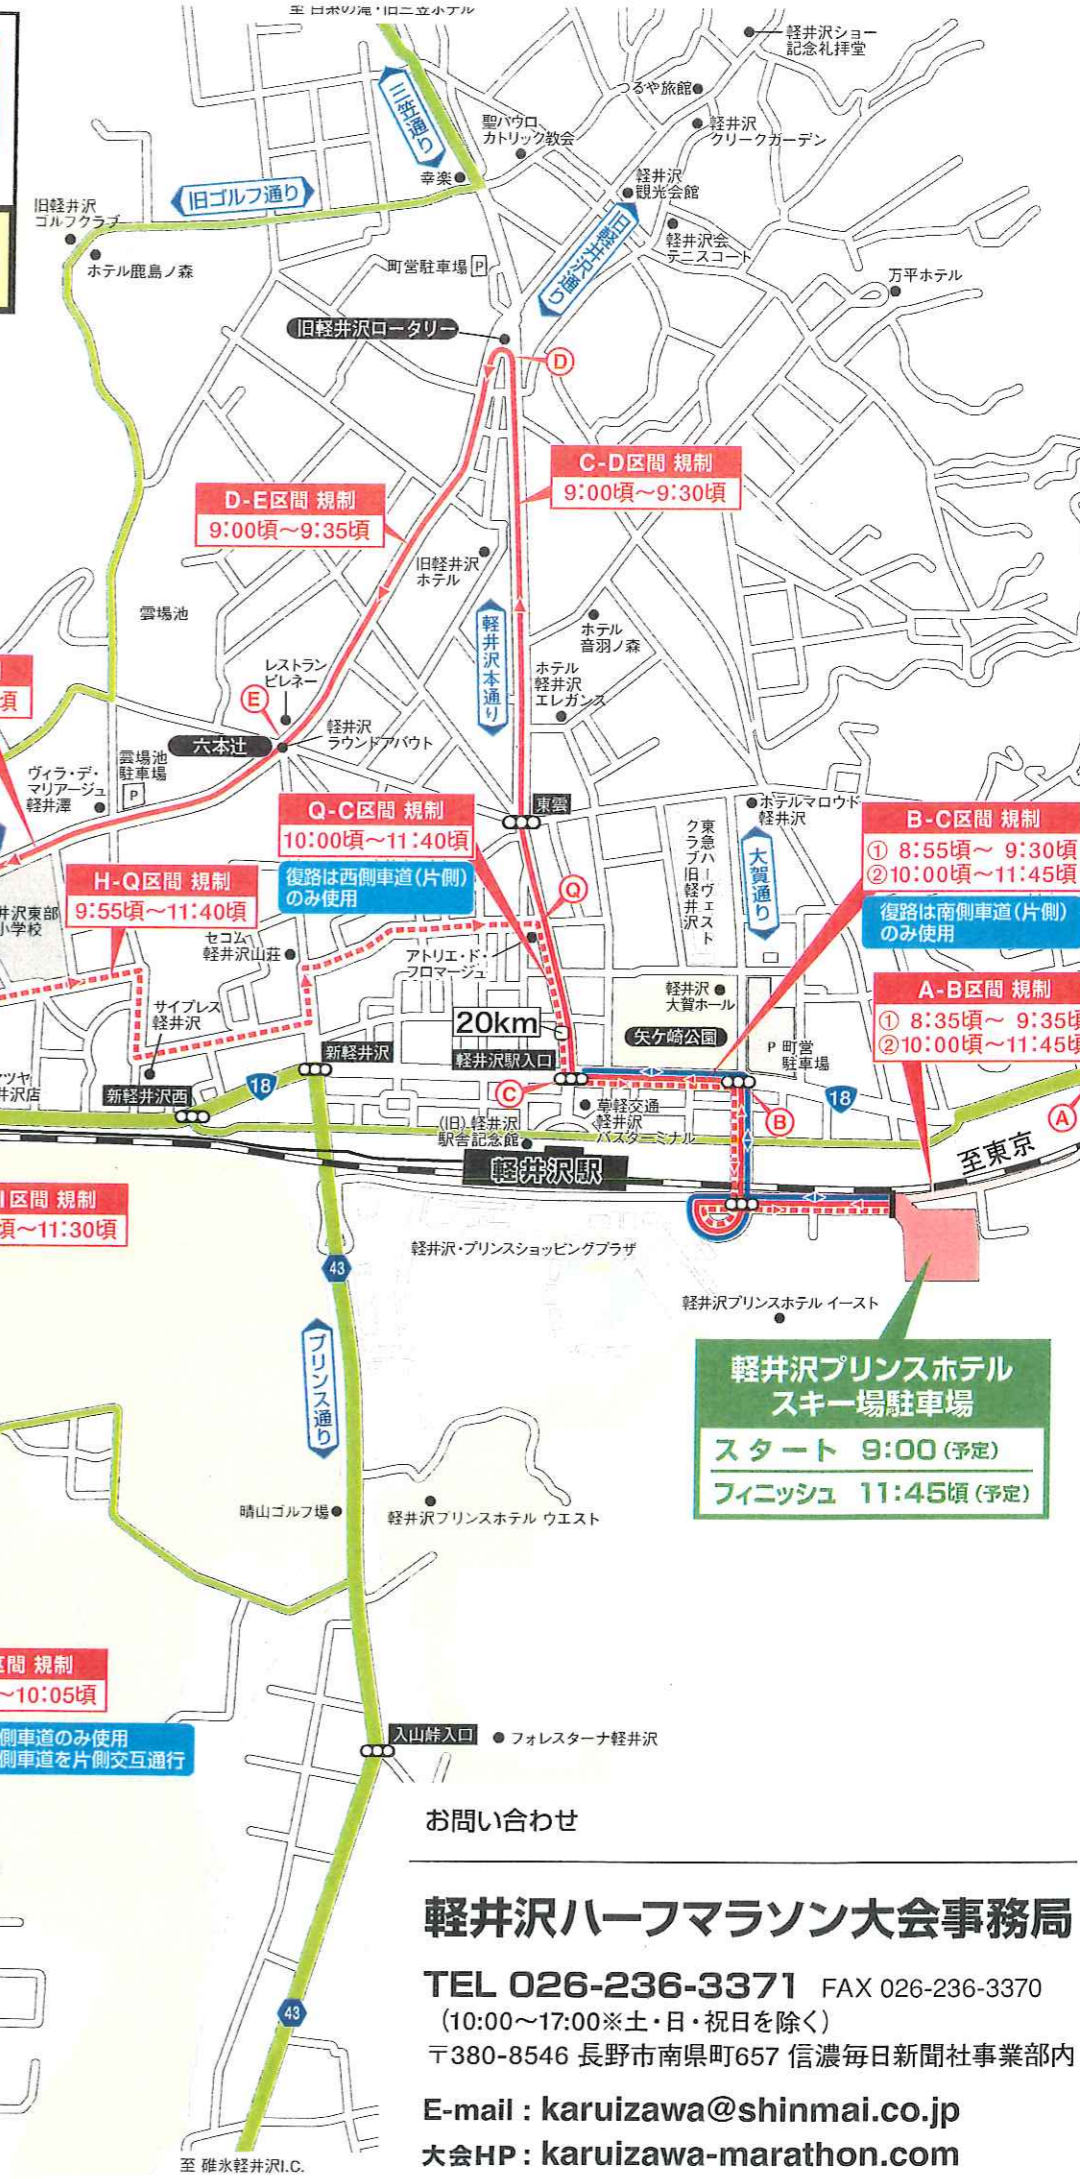 至 白糸の滝・旧三笠ホテル
軽井沢ショー
記念礼拝堂
つるや旅館
三笠通り
聖パウロ
カトリック教会
軽井沢
クリークガーデン
幸楽
軽井沢
観光会館
旧ゴルフ通り
旧軽井沢
ゴルフクラブ
旧軽井沢通り
軽井沢会
テニスコート
ホテル鹿島ノ森
町営駐車場 P
万平ホテル
旧軽井沢ロータリー
D
C-D区間 規制
9:00頃～9:30頃
D-E区間 規制
9:00頃～9:35頃
旧軽井沢
ホテル
雲場池
軽井沢本通り
ホテル
音羽ノ森
レストラン
ピレネー
ホテル
軽井沢
エレガンス
頃
E
六本辻
軽井沢
ラウンドアバウト
雲場池
駐車場
P
ヴィラ・デ・
マリアージュ
軽井澤
Q-C区間 規制
10:00頃～11:40頃
復路は西側車道(片側)
のみ使用
東雲
ホテルマロウド
軽井沢
東急ハーヴェスト
クラブ旧軽井沢
大賀通り
B-C区間 規制
① 8:55頃～ 9:30頃
②10:00頃～11:45頃
復路は南側車道(片側)
のみ使用
H-Q区間 規制
9:55頃～11:40頃
Q
井沢東部
小学校
セコム
軽井沢山荘
アトリエ・ド・
フロマージュ
A-B区間 規制
① 8:35頃～ 9:35頃
②10:00頃～11:45頃
軽井沢
大賀ホール
サイプレス
軽井沢
20km
矢ケ崎公園
P 町営
駐車場
新軽井沢
軽井沢駅入口
ツヤ
井沢店
新軽井沢西
18
C
B
18
A
草軽交通
軽井沢
バスターミナル
(旧)軽井沢
駅舎記念館
軽井沢駅
至東京
I区間 規制
頃～11:30頃
軽井沢・プリンスショッピングプラザ
43
軽井沢プリンスホテル イースト
プリンス通り
軽井沢プリンスホテル
スキー場駐車場
スタート 9:00(予定)
フィニッシュ 11:45頃(予定)
晴山ゴルフ場
軽井沢プリンスホテル ウエスト
区間 規制
～10:05頃
側車道のみ使用
側車道を片側交互通行
入山峠入口
フォレスターナ軽井沢
お問い合わせ
軽井沢ハーフマラソン大会事務局
TEL 026-236-3371 FAX 026-236-3370
(10:00～17:00※土・日・祝日を除く)
〒380-8546 長野市南県町657 信濃毎日新聞社事業部内
43
E-mail : karuizawa@shinmai.co.jp
大会HP : karuizawa-marathon.com
至 碓氷軽井沢I.C.